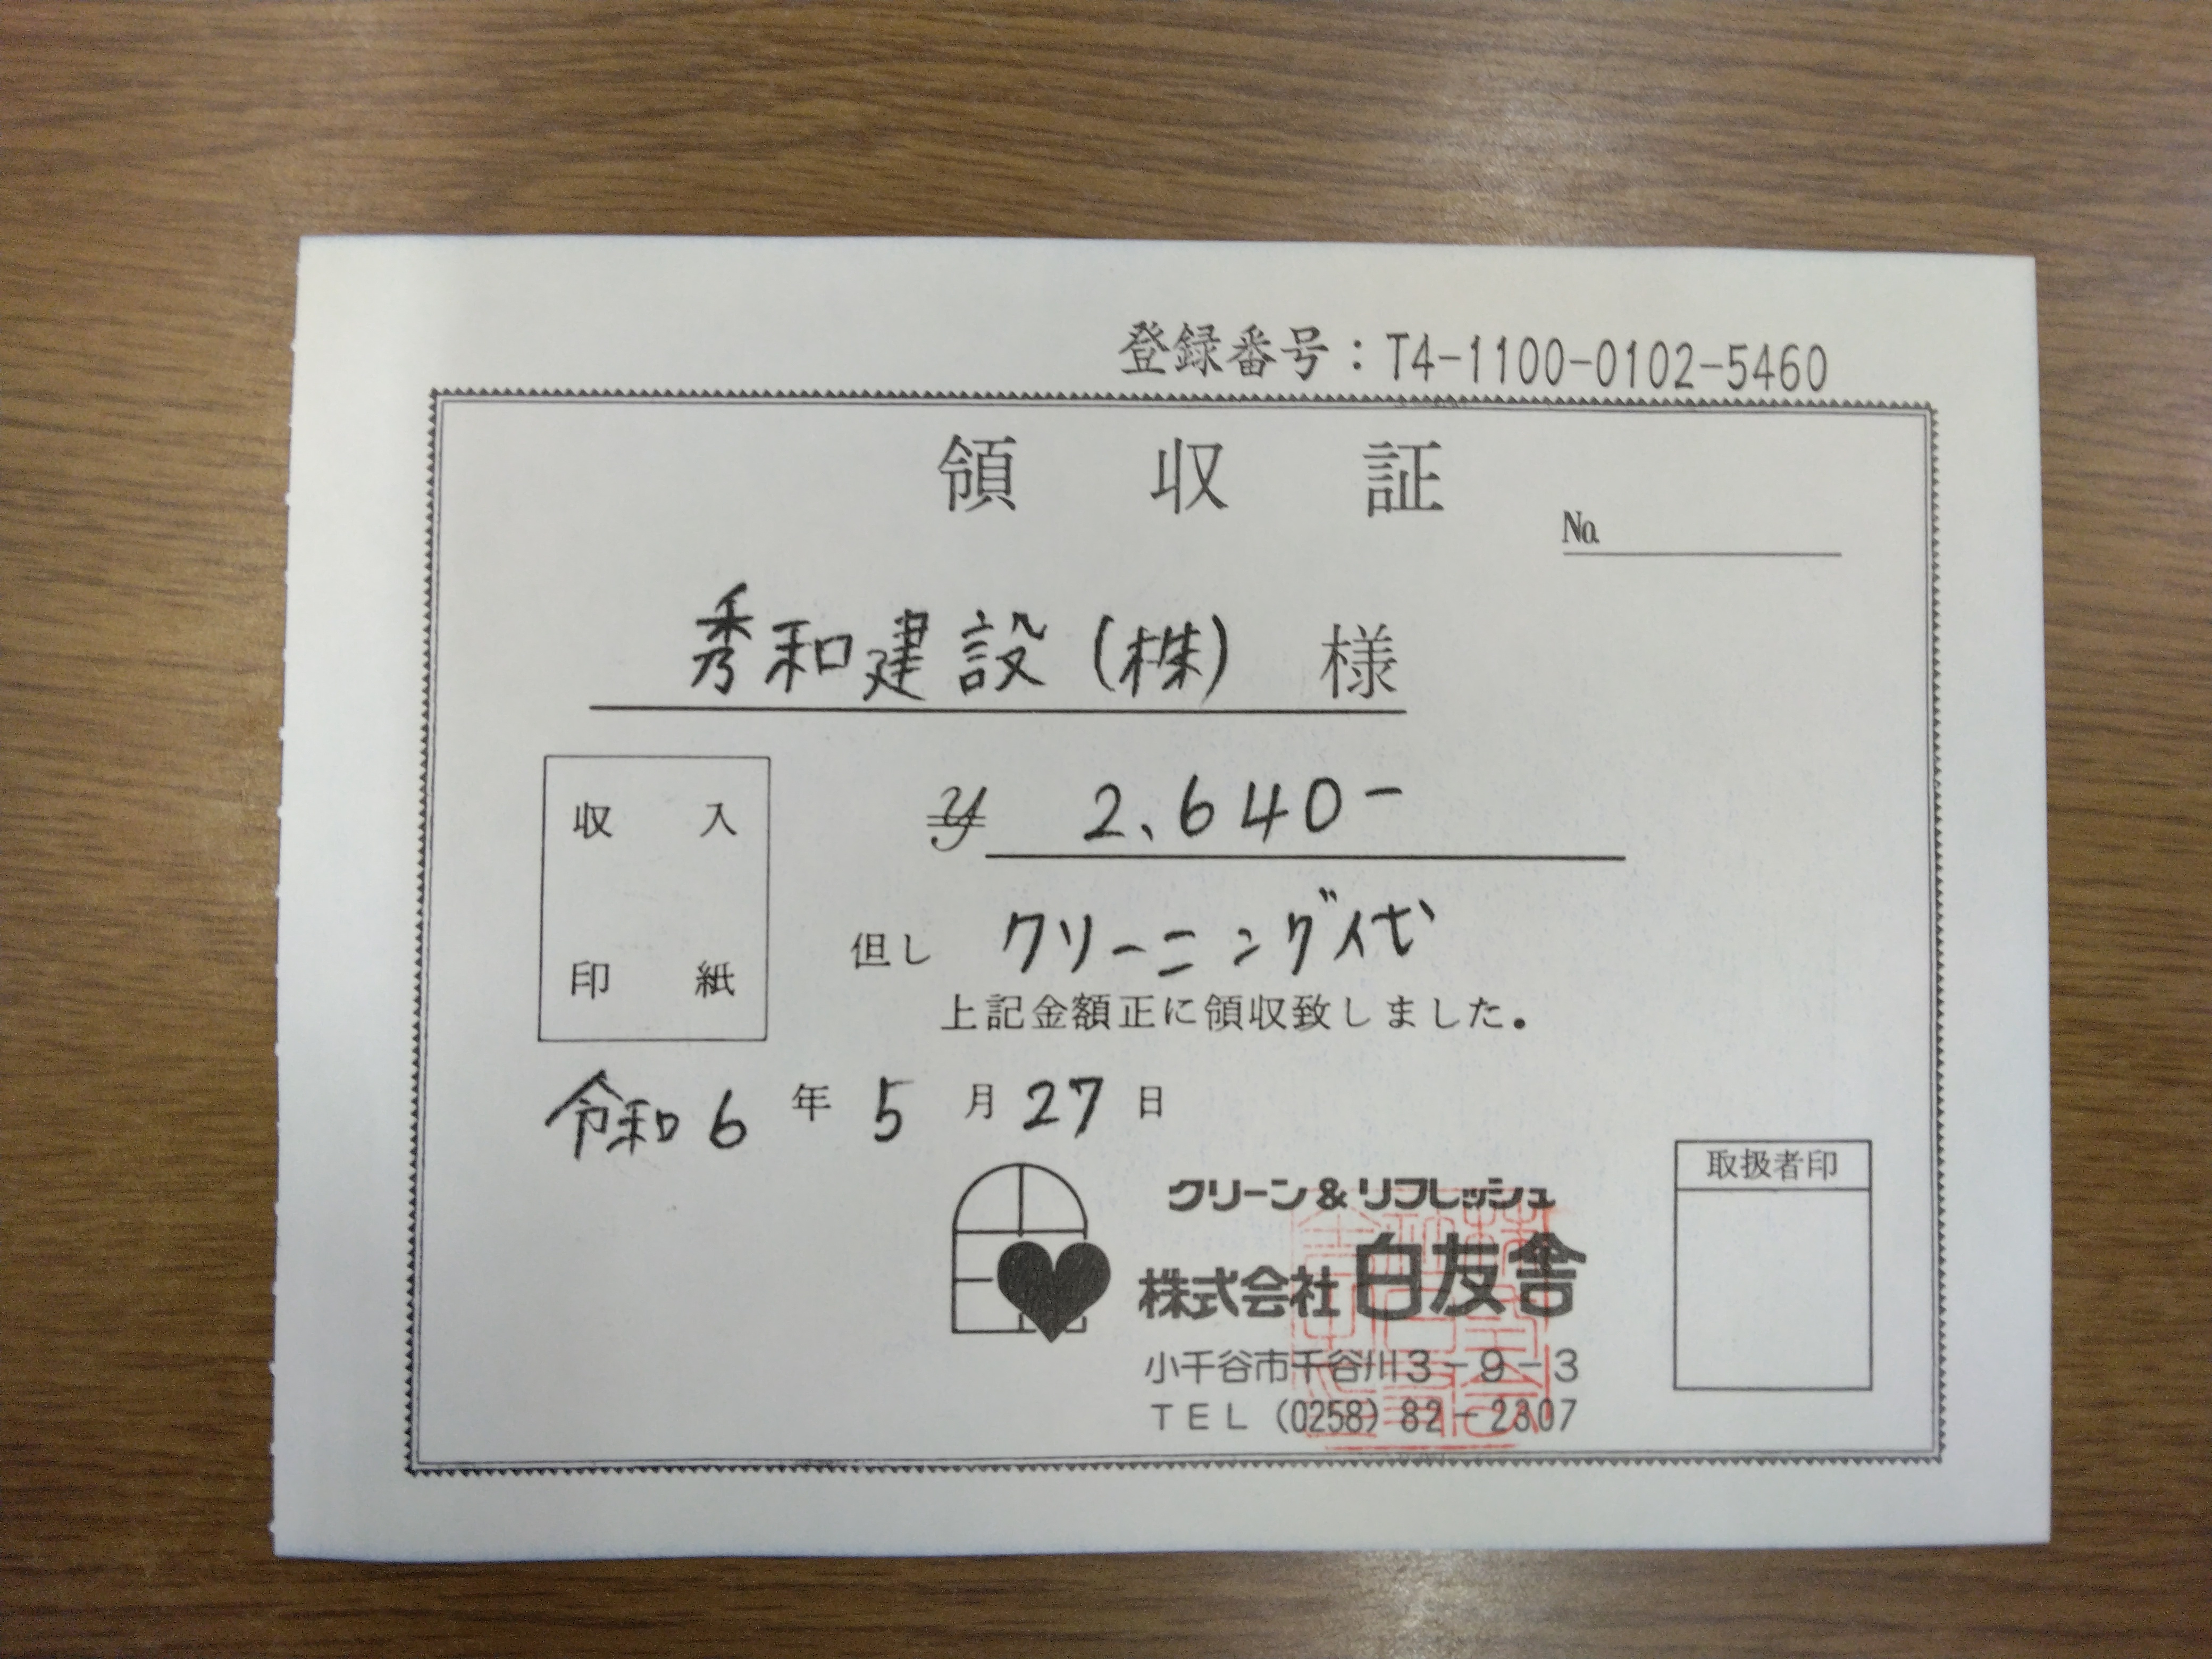 登録番号：T4-1100-0102-5460
領収証
No.
秀和建設(株) 様
収入
印紙
¥ 2,640-
但し クリーニング代
上記金額正に領収致しました。
令和6年5月27日
取扱者印
クリーン&リフレッシュ
株式会社白友舎
小千谷市千谷川3-9-3
TEL (0258) 82-2307